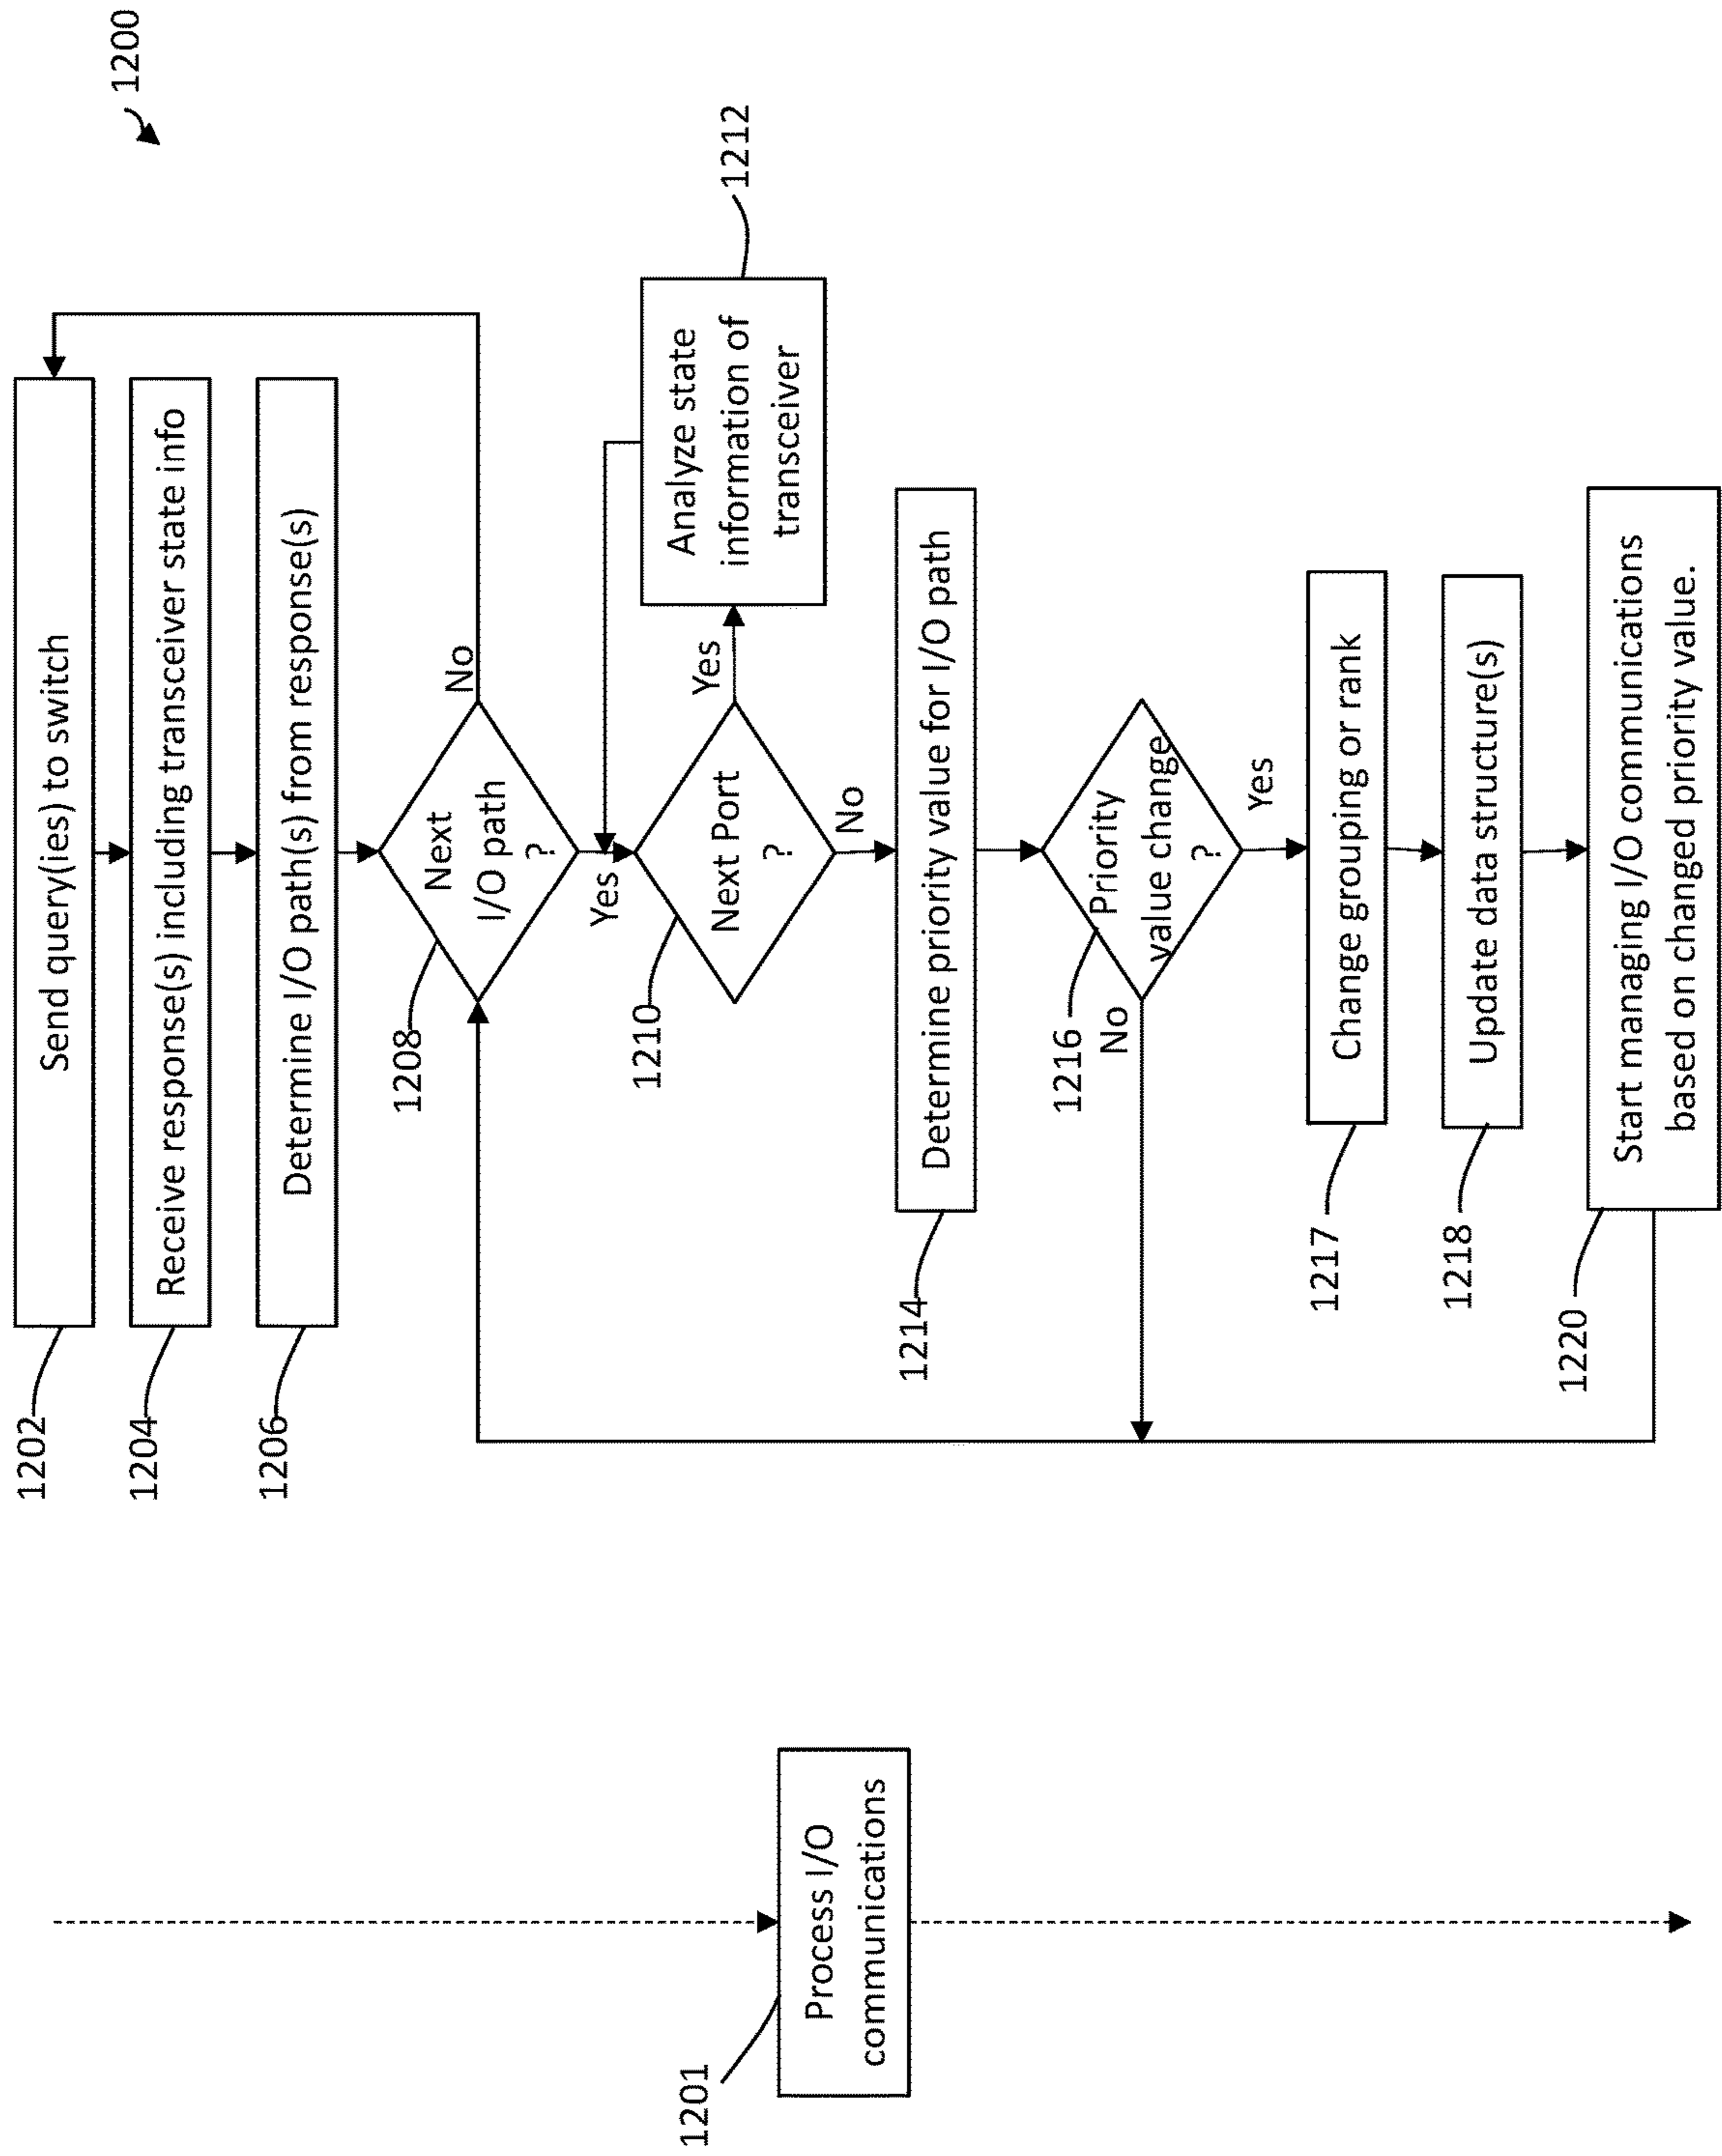 1200
1202
Send query(ies) to switch
1204
Receive response(s) including transceiver state info
1206
Determine I/O path(s) from response(s)
1208
Next
I/O path
?
No
Yes
1210
Next Port
?
Yes
No
1212
Analyze state
information of
transceiver
1214
Determine priority value for I/O path
1216
Priority
value change
?
No
Yes
1217
Change grouping or rank
1218
Update data structure(s)
1220
Start managing I/O communications
based on changed priority value.
1201
Process I/O
communications